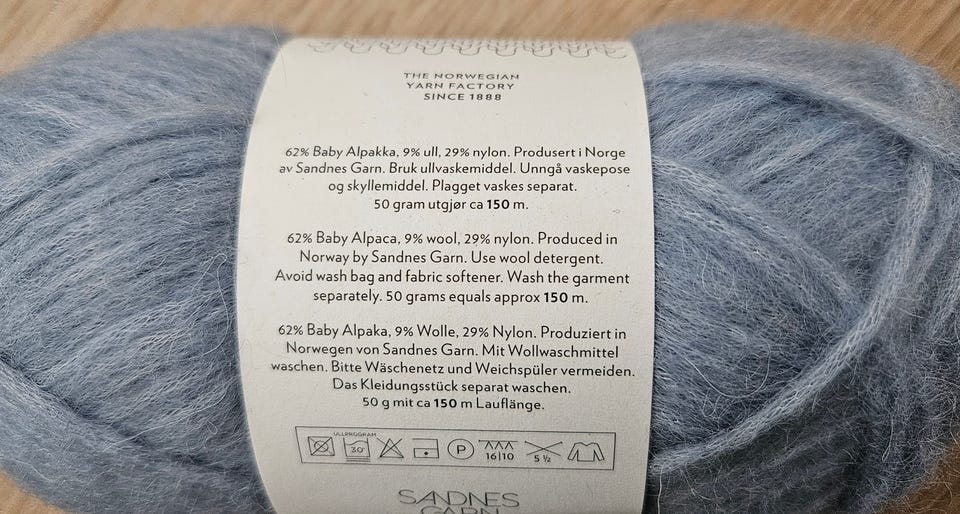 THE NORWEGIAN
YARN FACTORY
SINCE 1888
62% Baby Alpakka, 9% ull, 29% nylon. Produsert i Norge
av Sandnes Garn. Bruk ullvaskemiddel. Unngå vaskepose
og skyllemiddel. Plagget vaskes separat.
50 gram utgjør ca 150 m.
62% Baby Alpaca, 9% wool, 29% nylon. Produced in
Norway by Sandnes Garn. Use wool detergent.
Avoid wash bag and fabric softener. Wash the garment
separately. 50 grams equals approx 150 m.
62% Baby Alpaka, 9% Wolle, 29% Nylon. Produziert in
Norwegen von Sandnes Garn. Mit Wollwaschmittel
waschen. Bitte Wäschenetz und Weichspüler vermeiden.
Das Kleidungsstück separat waschen.
50 g mit ca 150 m Lauflänge.
ULLPROGRAM
30° P 16|10 5 ½
SANDNES
GARN